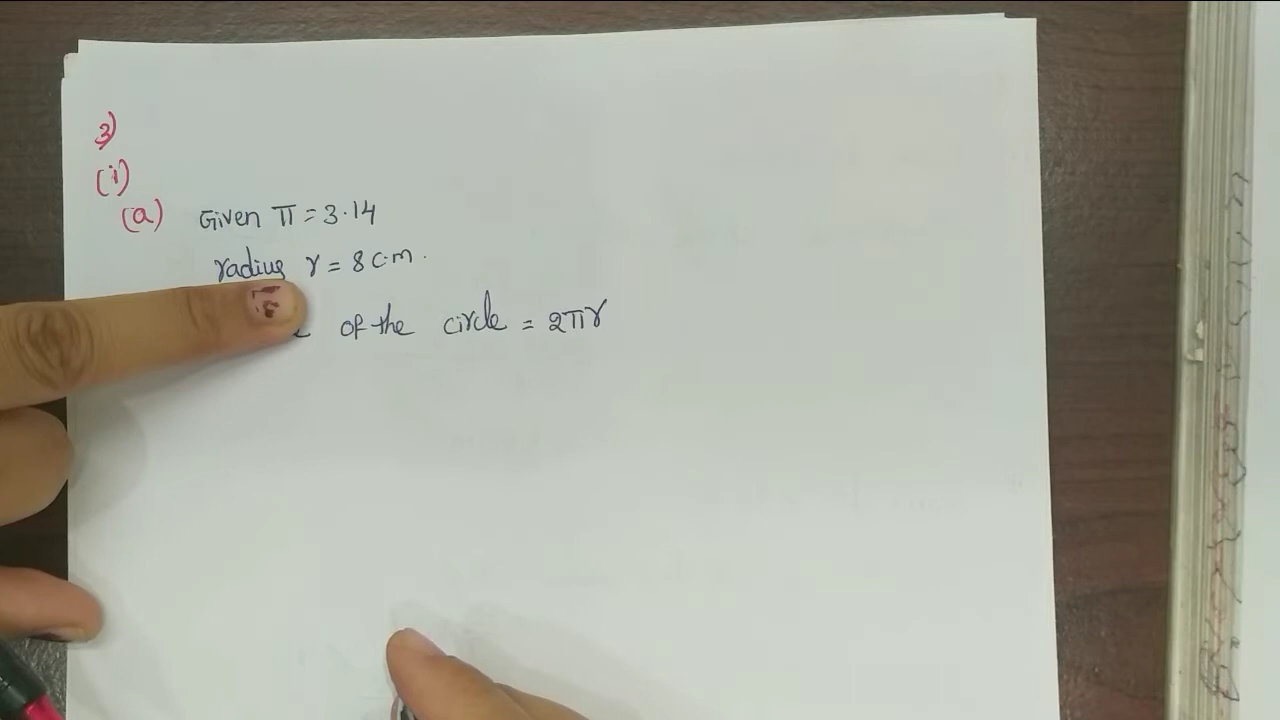 3)
(i)
(a) Given π = 3.14
radius r = 8 c.m.
of the circle = 2πr